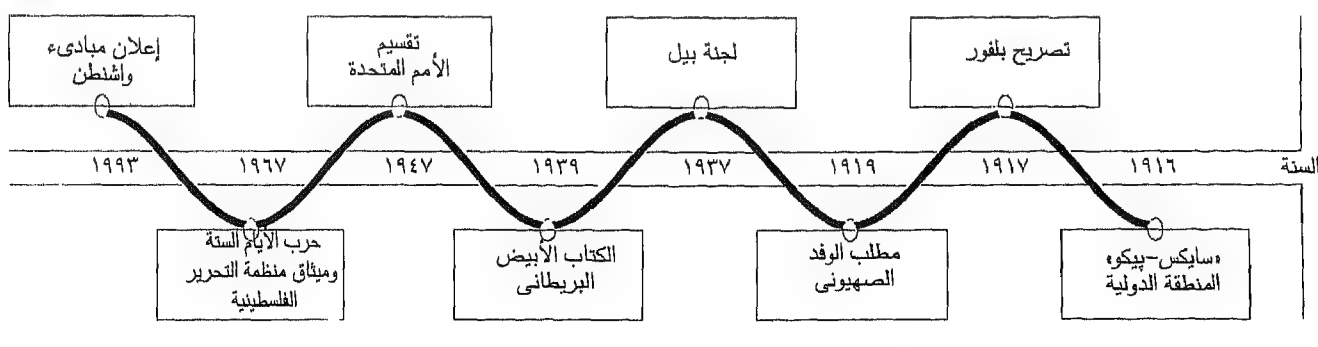 تصريح بلفور
لجنة بيل
تقسيم
الأمم المتحدة
إعلان مبادىء
واشنطن
السنة ١٩١٦ ١٩١٧ ١٩١٩ ١٩٣٧ ١٩٣٩ ١٩٤٧ ١٩٦٧ ١٩٩٣
«سايكس-پيكو»
المنطقة الدولية
مطلب الوفد
الصهيونى
الكتاب الأبيض
البريطانى
حرب الأيام الستة
وميثاق منظمة التحرير
الفلسطينية